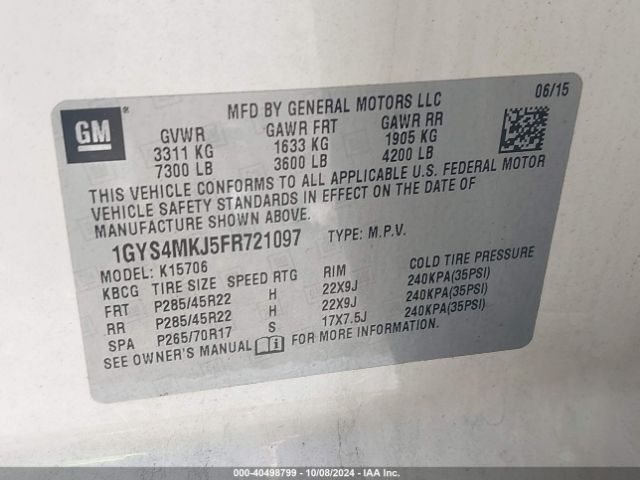 GM
®
MFD BY GENERAL MOTORS LLC 06/15
GVWR GAWR FRT GAWR RR
3311 KG 1633 KG 1905 KG
7300 LB 3600 LB 4200 LB
THIS VEHICLE CONFORMS TO ALL APPLICABLE U.S. FEDERAL MOTOR
VEHICLE SAFETY STANDARDS IN EFFECT ON THE DATE OF
MANUFACTURE SHOWN ABOVE.
1GYS4MKJ5FR721097 TYPE: M.P.V.
MODEL: K15706
KBCG TIRE SIZE SPEED RTG RIM COLD TIRE PRESSURE
FRT P285/45R22 H 22X9J 240KPA(35PSI)
RR P285/45R22 H 22X9J 240KPA(35PSI)
SPA P265/70R17 S 17X7.5J 240KPA(35PSI)
SEE OWNER'S MANUAL FOR MORE INFORMATION.
000-40498799 - 10/08/2024 - IAA Inc.